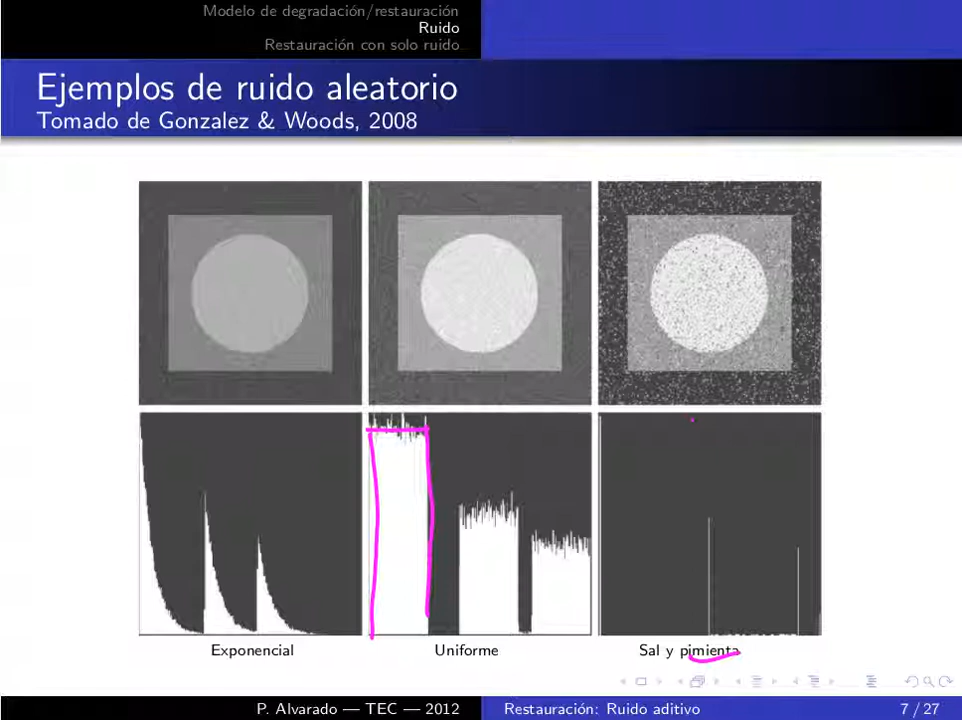 Modelo de degradación/restauración
Ruido
Restauración con solo ruido
Ejemplos de ruido aleatorio
Tomado de Gonzalez & Woods, 2008
Exponencial
Uniforme
Sal y pimienta
P. Alvarado — TEC — 2012
Restauración: Ruido aditivo
7 / 27